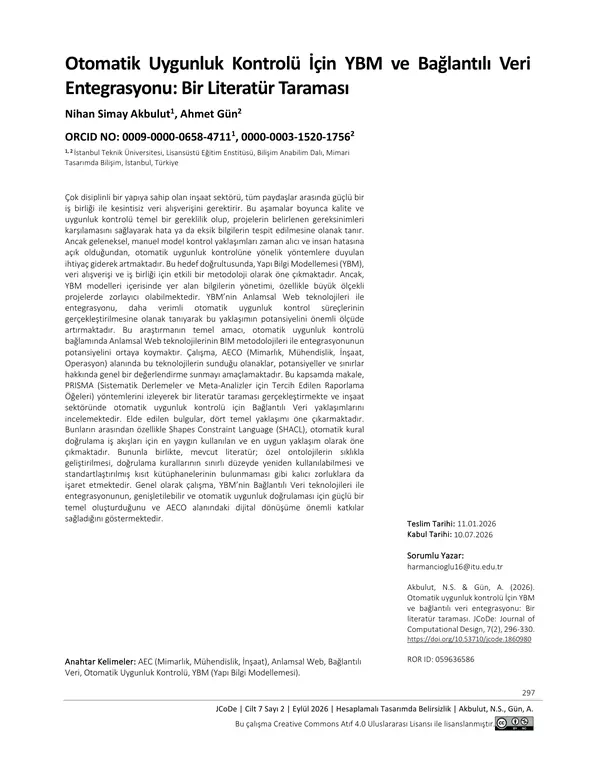 Otomatik Uygunluk Kontrolü İçin YBM ve Bağlantılı Veri
Entegrasyonu: Bir Literatür Taraması
Nihan Simay Akbulut¹, Ahmet Gün²
ORCID NO: 0009-0000-0658-4711¹, 0000-0003-1520-1756²
¹, ² İstanbul Teknik Üniversitesi, Lisansüstü Eğitim Enstitüsü, Bilişim Anabilim Dalı, Mimari
Tasarımda Bilişim, İstanbul, Türkiye
Çok disiplinli bir yapıya sahip olan inşaat sektörü, tüm paydaşlar arasında güçlü bir
iş birliği ile kesintisiz veri alışverişini gerektirir. Bu aşamalar boyunca kalite ve
uygunluk kontrolü temel bir gereklilik olup, projelerin belirlenen gereksinimleri
karşılamasını sağlayarak hata ya da eksik bilgilerin tespit edilmesine olanak tanır.
Ancak geleneksel, manuel model kontrol yaklaşımları zaman alıcı ve insan hatasına
açık olduğundan, otomatik uygunluk kontrolüne yönelik yöntemlere duyulan
ihtiyaç giderek artmaktadır. Bu hedef doğrultusunda, Yapı Bilgi Modellemesi (YBM),
veri alışverişi ve iş birliği için etkili bir metodoloji olarak öne çıkmaktadır. Ancak,
YBM modelleri içerisinde yer alan bilgilerin yönetimi, özellikle büyük ölçekli
projelerde zorlayıcı olabilmektedir. YBM'nin Anlamsal Web teknolojileri ile
entegrasyonu, daha verimli otomatik uygunluk kontrol süreçlerinin
gerçekleştirilmesine olanak tanıyarak bu yaklaşımın potansiyelini önemli ölçüde
artırmaktadır. Bu araştırmanın temel amacı, otomatik uygunluk kontrolü
bağlamında Anlamsal Web teknolojilerinin BIM metodolojileri ile entegrasyonunun
potansiyelini ortaya koymaktır. Çalışma, AECO (Mimarlık, Mühendislik, İnşaat,
Operasyon) alanında bu teknolojilerin sunduğu olanaklar, potansiyeller ve sınırlar
hakkında genel bir değerlendirme sunmayı amaçlamaktadır. Bu kapsamda makale,
PRISMA (Sistematik Derlemeler ve Meta-Analizler için Tercih Edilen Raporlama
Öğeleri) yöntemlerini izleyerek bir literatür taraması gerçekleştirmekte ve inşaat
sektöründe otomatik uygunluk kontrolü için Bağlantılı Veri yaklaşımlarını
incelemektedir. Elde edilen bulgular, dört temel yaklaşımı öne çıkarmaktadır.
Bunların arasından özellikle Shapes Constraint Language (SHACL), otomatik kural
doğrulama iş akışları için en yaygın kullanılan ve en uygun yaklaşım olarak öne
çıkmaktadır. Bununla birlikte, mevcut literatür; özel ontolojilerin sıklıkla
geliştirilmesi, doğrulama kurallarının sınırlı düzeyde yeniden kullanılabilmesi ve
standartlaştırılmış kısıt kütüphanelerinin bulunmaması gibi kalıcı zorluklara da
işaret etmektedir. Genel olarak çalışma, YBM'nin Bağlantılı Veri teknolojileri ile
entegrasyonunun, genişletilebilir ve otomatik uygunluk doğrulaması için güçlü bir
temel oluşturduğunu ve AECO alanındaki dijital dönüşüme önemli katkılar
sağladığını göstermektedir.
Teslim Tarihi: 11.01.2026
Kabul Tarihi: 10.07.2026
Sorumlu Yazar:
harmancioglu16@itu.edu.tr
Akbulut, N.S. & Gün, A. (2026).
Otomatik uygunluk kontrolü İçin YBM
ve bağlantılı veri entegrasyonu: Bir
literatür taraması. JCoDe: Journal of
Computational Design, 7(2), 296-330.
https://doi.org/10.53710/jcode.1860980
ROR ID: 059636586
Anahtar Kelimeler: AEC (Mimarlık, Mühendislik, İnşaat), Anlamsal Web, Bağlantılı
Veri, Otomatik Uygunluk Kontrolü, YBM (Yapı Bilgi Modellemesi).
297
JCoDe | Cilt 7 Sayı 2 | Eylül 2026 | Hesaplamalı Tasarımda Belirsizlik | Akbulut, N.S., Gün, A.
Bu çalışma Creative Commons Atıf 4.0 Uluslararası Lisansı ile lisanslanmıştır.